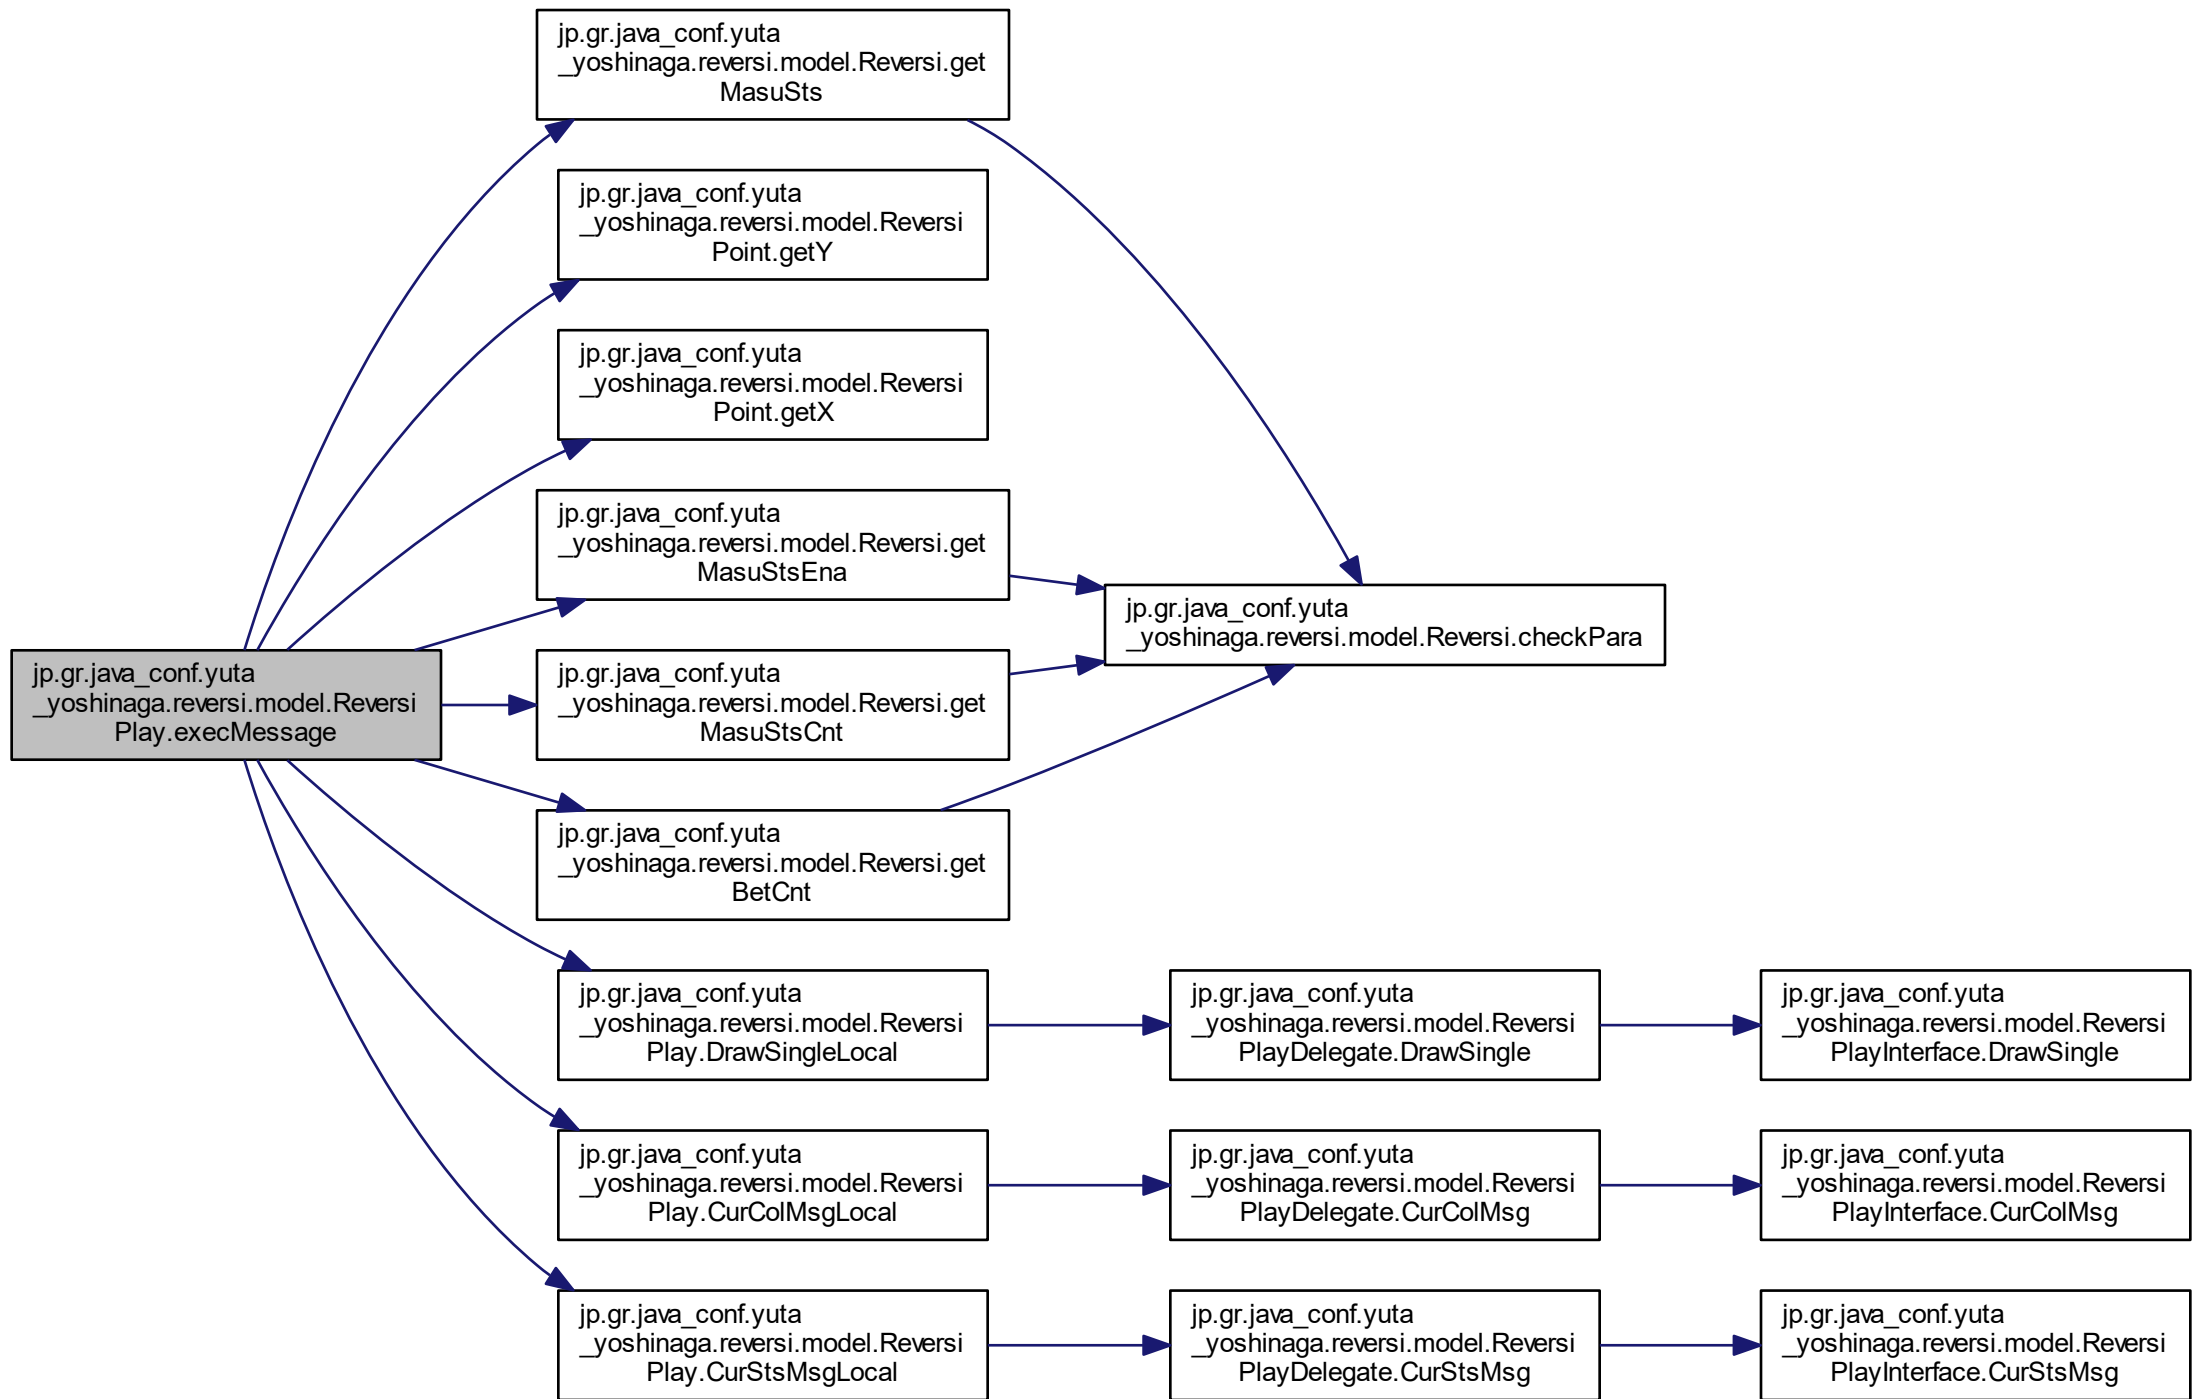 jp.gr.java_conf.yuta
_yoshinaga.reversi.model.Reversi.get
MasuSts
jp.gr.java_conf.yuta
_yoshinaga.reversi.model.Reversi
Point.getY
jp.gr.java_conf.yuta
_yoshinaga.reversi.model.Reversi
Point.getX
jp.gr.java_conf.yuta
_yoshinaga.reversi.model.Reversi.get
MasuStsEna
jp.gr.java_conf.yuta
_yoshinaga.reversi.model.Reversi.checkPara
jp.gr.java_conf.yuta
_yoshinaga.reversi.model.Reversi
Play.execMessage
jp.gr.java_conf.yuta
_yoshinaga.reversi.model.Reversi.get
MasuStsCnt
jp.gr.java_conf.yuta
_yoshinaga.reversi.model.Reversi.get
BetCnt
jp.gr.java_conf.yuta
_yoshinaga.reversi.model.Reversi
Play.DrawSingleLocal
jp.gr.java_conf.yuta
_yoshinaga.reversi.model.Reversi
PlayDelegate.DrawSingle
jp.gr.java_conf.yuta
_yoshinaga.reversi.model.Reversi
PlayInterface.DrawSingle
jp.gr.java_conf.yuta
_yoshinaga.reversi.model.Reversi
Play.CurColMsgLocal
jp.gr.java_conf.yuta
_yoshinaga.reversi.model.Reversi
PlayDelegate.CurColMsg
jp.gr.java_conf.yuta
_yoshinaga.reversi.model.Reversi
PlayInterface.CurColMsg
jp.gr.java_conf.yuta
_yoshinaga.reversi.model.Reversi
Play.CurStsMsgLocal
jp.gr.java_conf.yuta
_yoshinaga.reversi.model.Reversi
PlayDelegate.CurStsMsg
jp.gr.java_conf.yuta
_yoshinaga.reversi.model.Reversi
PlayInterface.CurStsMsg